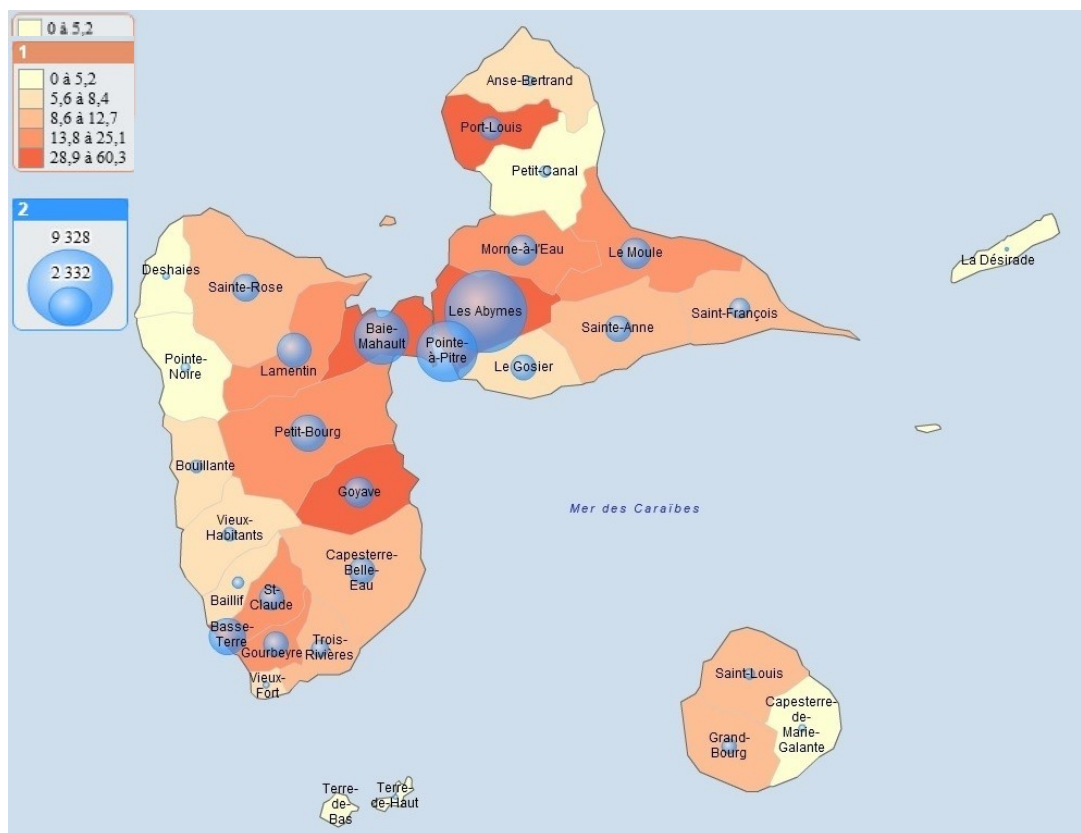 0 à 5,2
1
0 à 5,2
5,6 à 8,4
8,6 à 12,7
13,8 à 25,1
28,9 à 60,3
2
9 328
2 332
Anse-Bertrand
Port-Louis
Petit-Canal
Morne-à-l'Eau
Le Moule
La Désirade
Deshaies
Sainte-Rose
Les Abymes
Saint-François
Baie-
Mahault
Pointe-
à-Pitre
Sainte-Anne
Pointe-
Noire
Lamentin
Le Gosier
Petit-Bourg
Bouillante
Goyave
Mer des Caraïbes
Vieux-
Habitants
Capesterre-
Belle-
Eau
Baillif
St-
Claude
Basse-
Terre
Gourbeyre
Trois-
Rivières
Vieux-
Fort
Saint-Louis
Capesterre-
de-
Marie-
Galante
Grand-
Bourg
Terre-
de-
Bas
Terre-
de-Haut